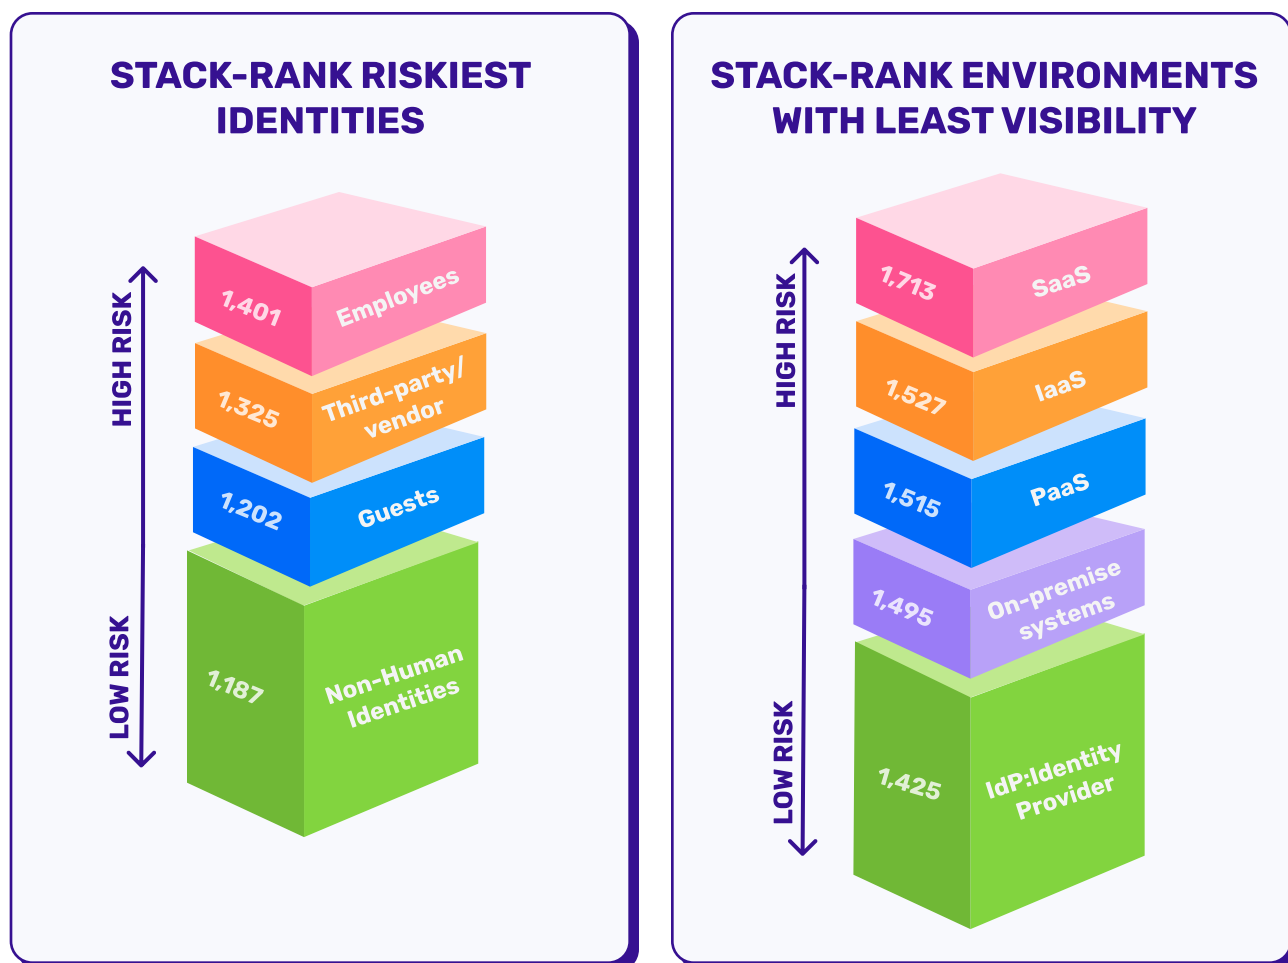 STACK-RANK RISKIEST
IDENTITIES
HIGH RISK
LOW RISK
1,401
Employees
1,325
Third-party/
vendor
1,202
Guests
1,187
Non-Human
Identities
STACK-RANK ENVIRONMENTS
WITH LEAST VISIBILITY
HIGH RISK
LOW RISK
1,713
SaaS
1,527
IaaS
1,515
PaaS
1,495
On-premise
systems
1,425
IdP:Identity
Provider